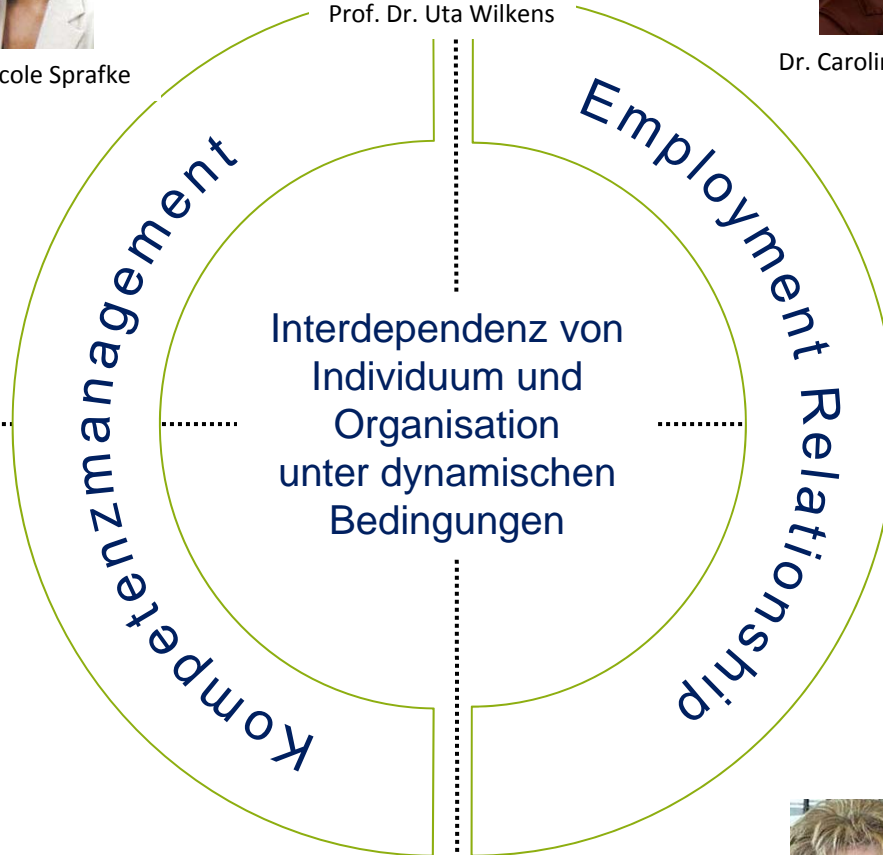 Prof. Dr. Uta Wilkens
cole Sprafke
Dr. Carolin
Kompetenzmanagement
Employment Relationship
Interdependenz von
Individuum und
Organisation
unter dynamischen
Bedingungen